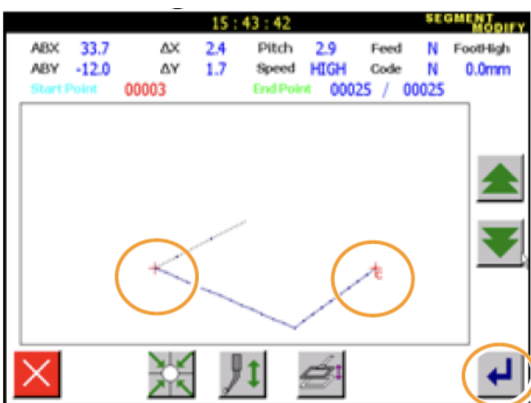 15 : 43 : 42
SEGMENT
MODIFY
ABX 33.7 ΔX 2.4 Pitch 2.9 Feed N FootHigh
ABY -12.0 ΔY 1.7 Speed HIGH Code N 0.0mm
Start Point 00003 End Point 00025 / 00025